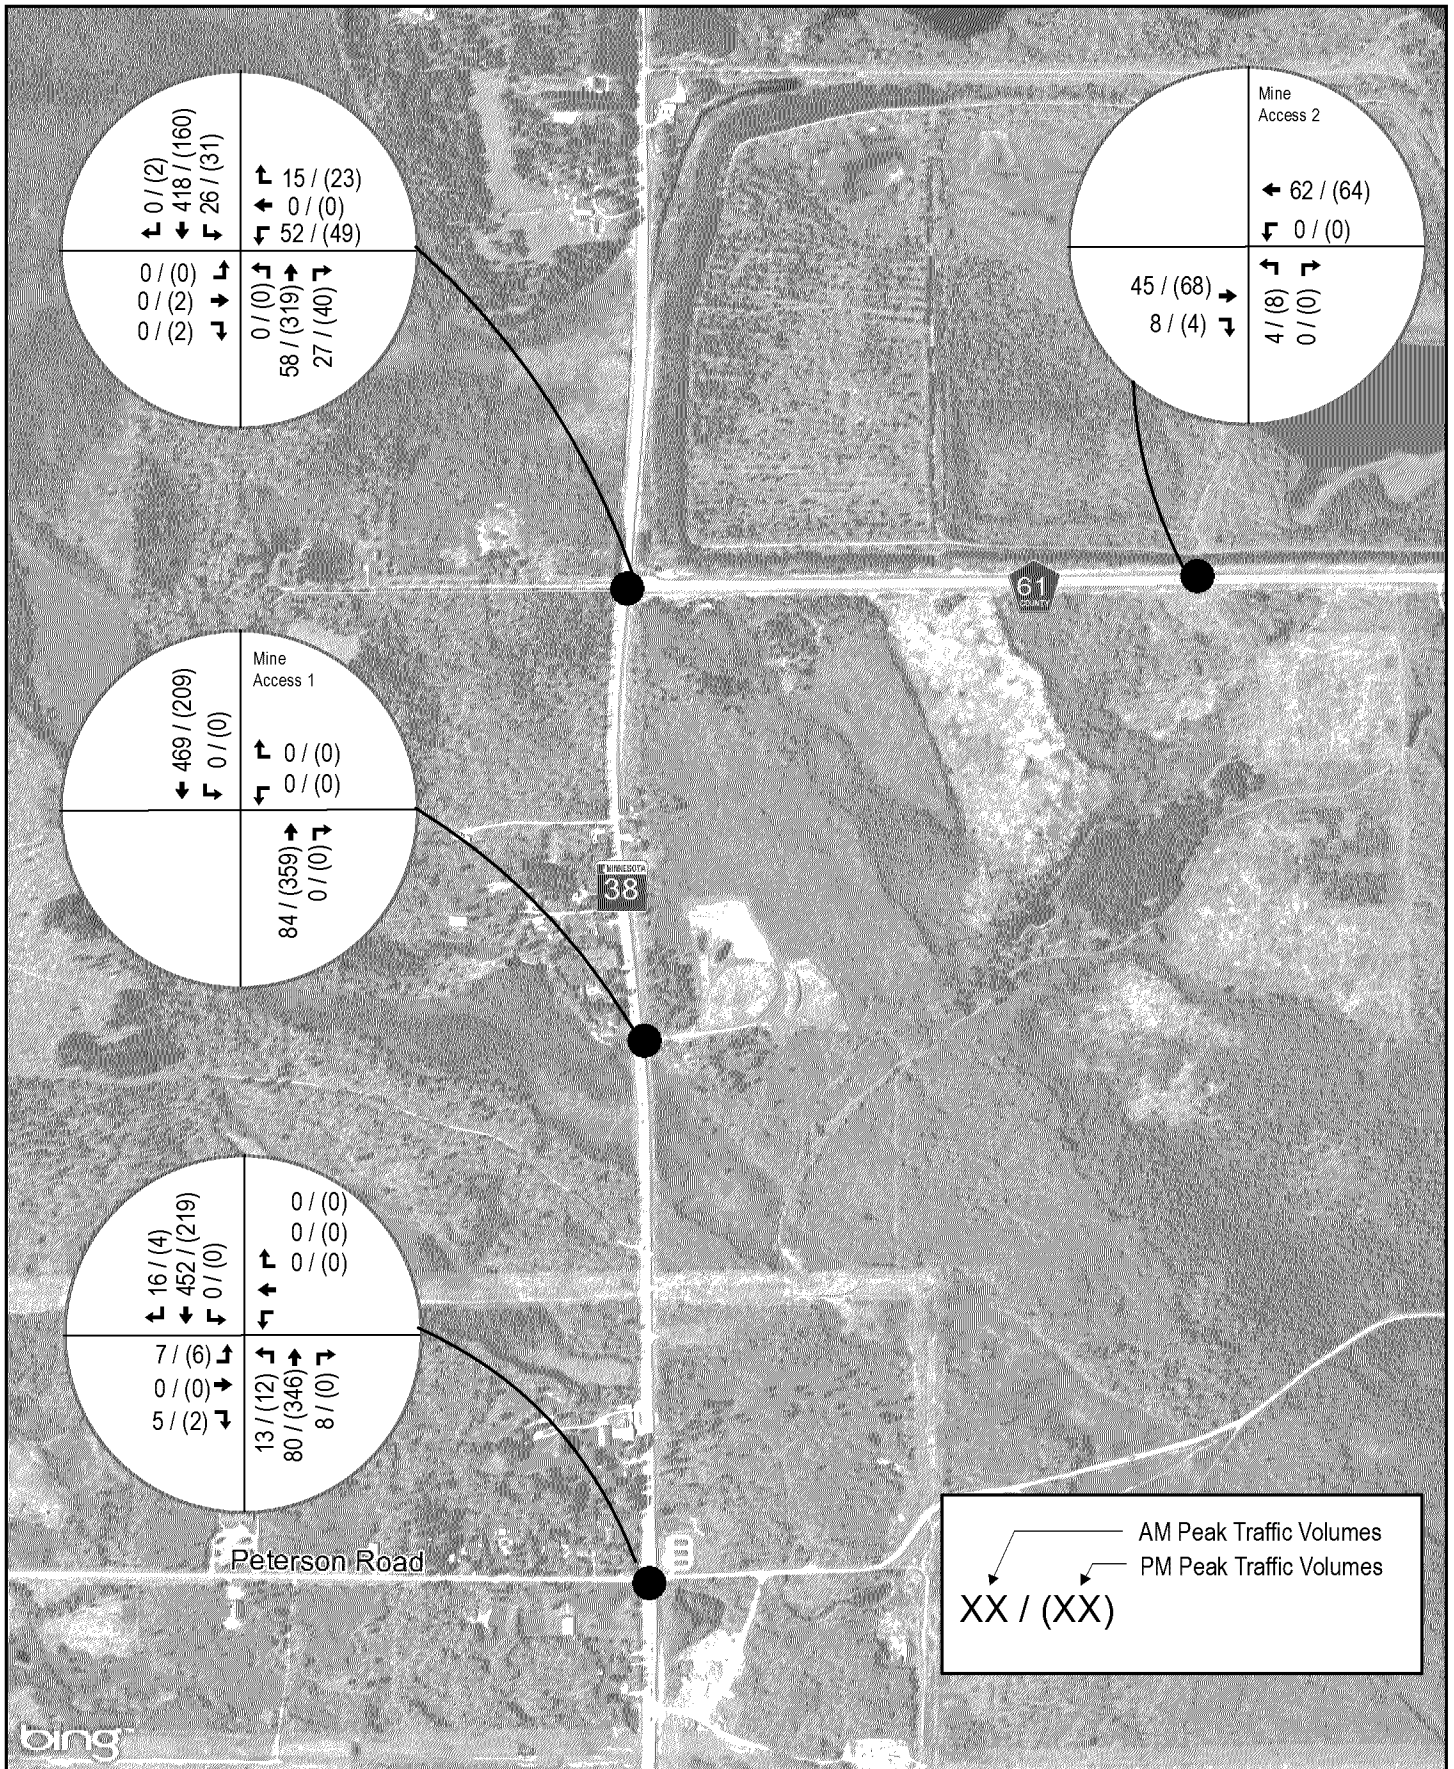 0 / (2)
418 / (160)
26 / (31)
15 / (23)
0 / (0)
52 / (49)
0 / (0)
0 / (2)
0 / (2)
0 / (0)
58 / (319)
27 / (40)
Mine
Access 2
62 / (64)
0 / (0)
45 / (68)
8 / (4)
4 / (8)
0 / (0)
61
COUNTY
Mine
Access 1
469 / (209)
0 / (0)
0 / (0)
0 / (0)
84 / (359)
0 / (0)
MINNESOTA
38
16 / (4)
452 / (219)
0 / (0)
0 / (0)
0 / (0)
0 / (0)
7 / (6)
0 / (0)
5 / (2)
13 / (12)
80 / (346)
8 / (0)
Peterson Road
AM Peak Traffic Volumes
PM Peak Traffic Volumes
XX / (XX)
bing™